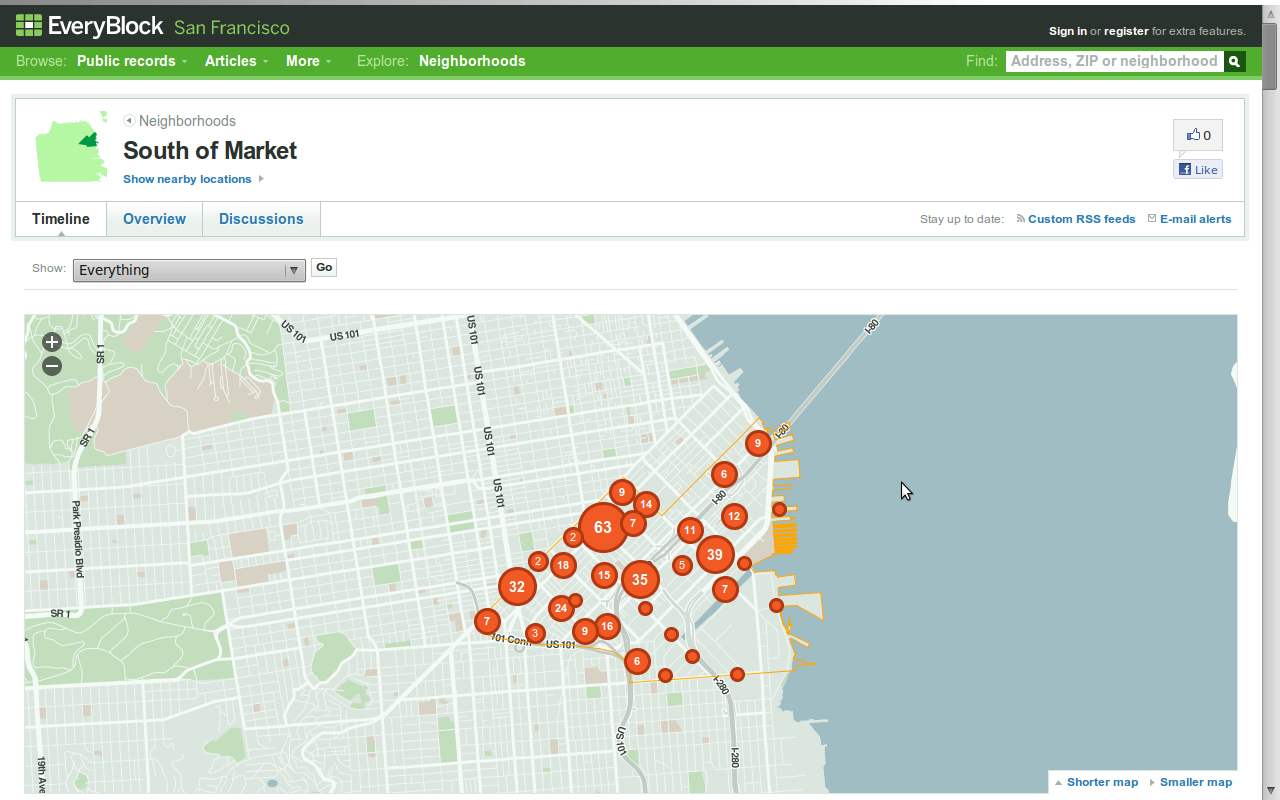 EveryBlock San Francisco
Sign in or register for extra features.
Browse: Public records Articles More Explore: Neighborhoods Find: Address, ZIP or neighborhood
Neighborhoods
South of Market
0
Show nearby locations
Like
Timeline Overview Discussions Stay up to date: Custom RSS feeds E-mail alerts
Show: Everything Go
US 101 US 101 US 101 I-80
SR 1
US 101
SR 1 US 101 I-80
9
6
US 101 9 I-80
14
Park Presidio Blvd 63 7 12
2 11
39
2 18 5
15 35
32 7
24
SR 1 7 16
3 9
101 Conn US 101
6
I-280
US 101
I-280
19th Ave
Shorter map Smaller map